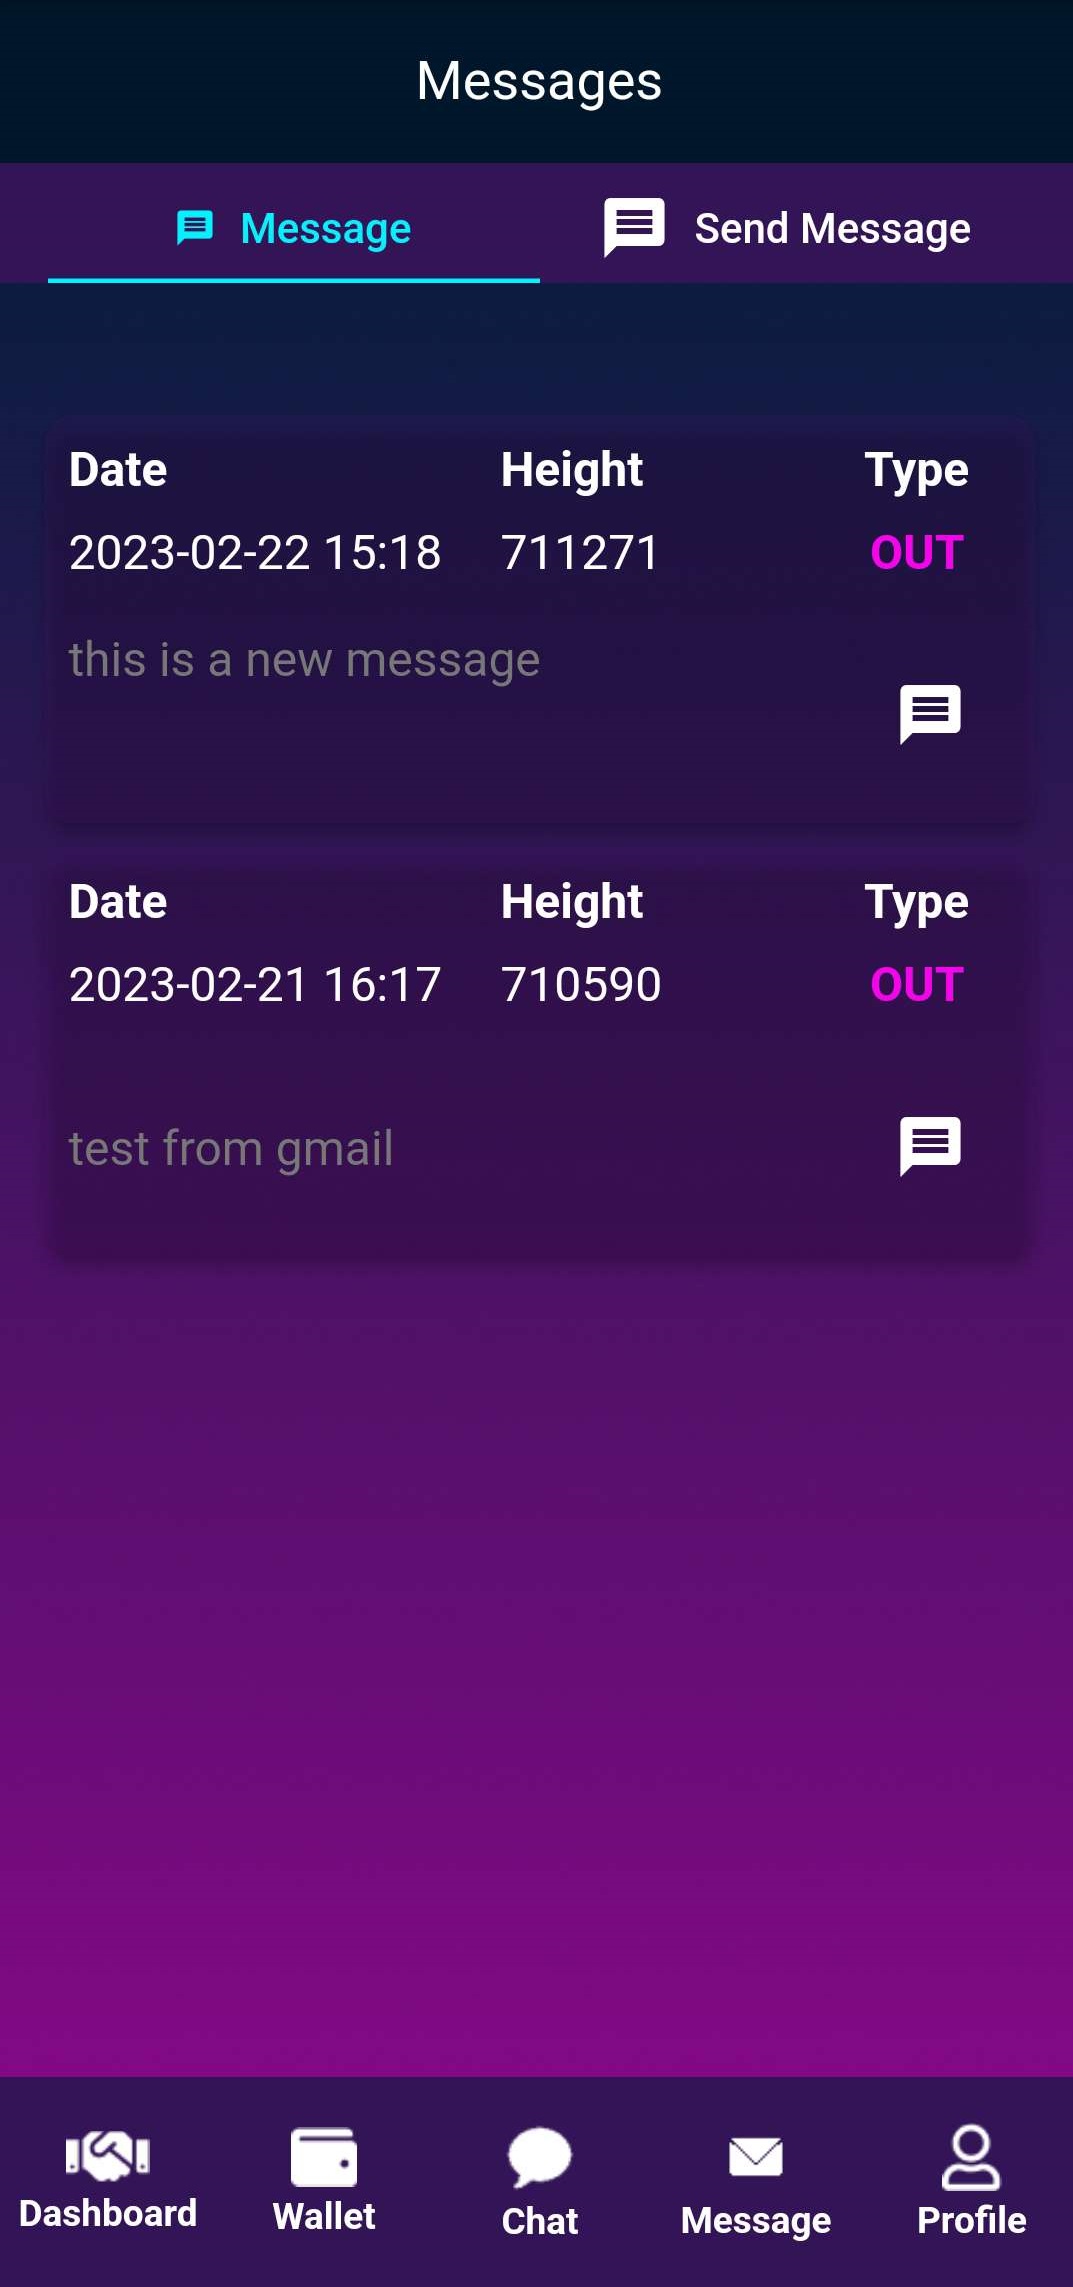 Messages
Message Send Message
Date Height Type
2023-02-22 15:18 711271 OUT
this is a new message
Date Height Type
2023-02-21 16:17 710590 OUT
test from gmail
Dashboard Wallet Chat Message Profile